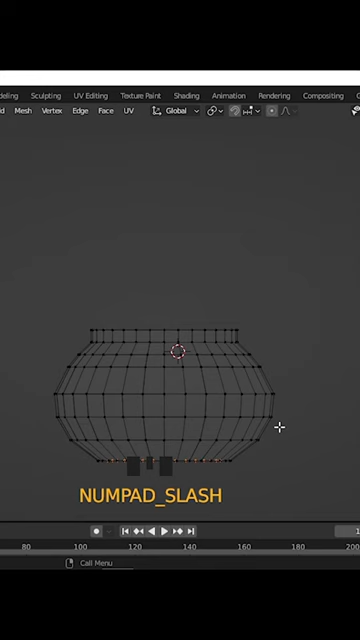 deling Sculpting UV Editing Texture Paint Shading Animation Rendering Compositing
Mesh Vertex Edge Face UV Global
NUMPAD_SLASH
80 100 120 140 160 180 200
Call Menu